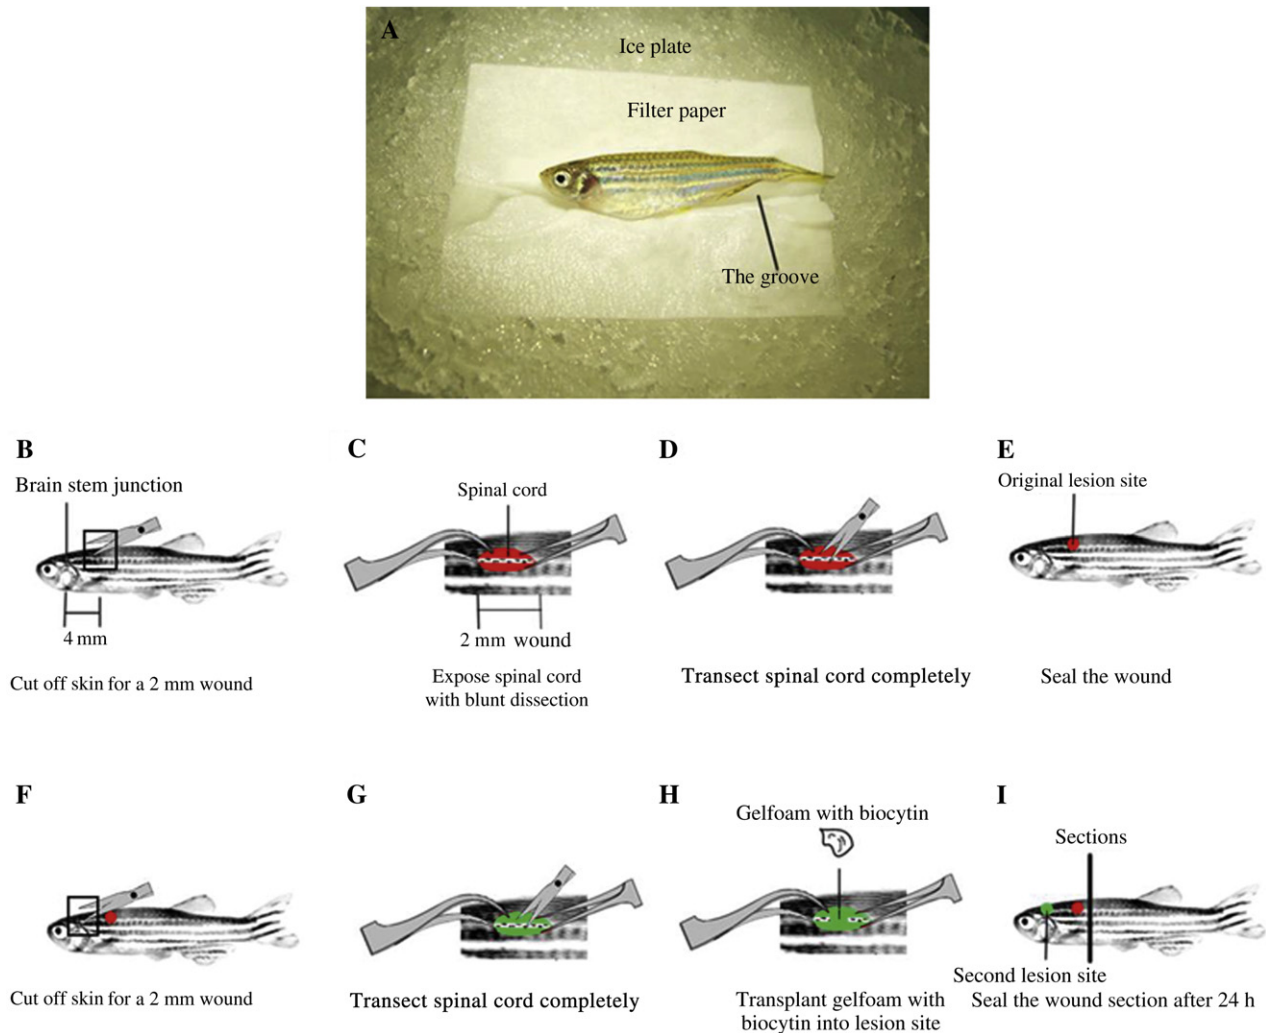 A
Ice plate
Filter paper
The groove
B
Brain stem junction
4 mm
Cut off skin for a 2 mm wound
C
Spinal cord
2 mm wound
Expose spinal cord
with blunt dissection
D
Transect spinal cord completely
E
Original lesion site
Seal the wound
F
Cut off skin for a 2 mm wound
G
Transect spinal cord completely
H
Gelfoam with biocytin
Transplant gelfoam with
biocytin into lesion site
I
Sections
Second lesion site
Seal the wound section after 24 h